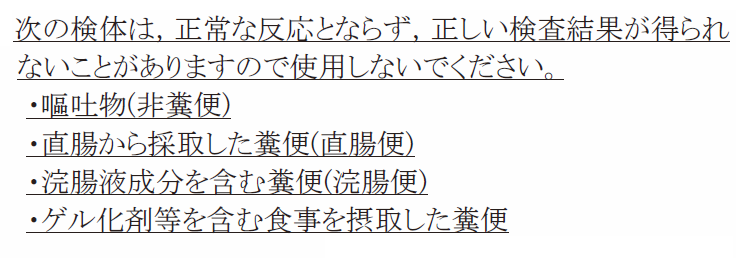 次の検体は，正常な反応とならず，正しい検査結果が得られ
ないことがありますので使用しないでください。
・嘔吐物(非糞便)
・直腸から採取した糞便(直腸便)
・浣腸液成分を含む糞便(浣腸便)
・ゲル化剤等を含む食事を摂取した糞便